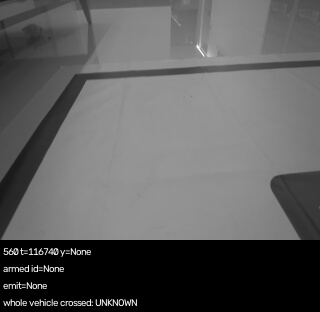 560 t=116740 y=None
armed id=None
emit=None
whole vehicle crossed: UNKNOWN